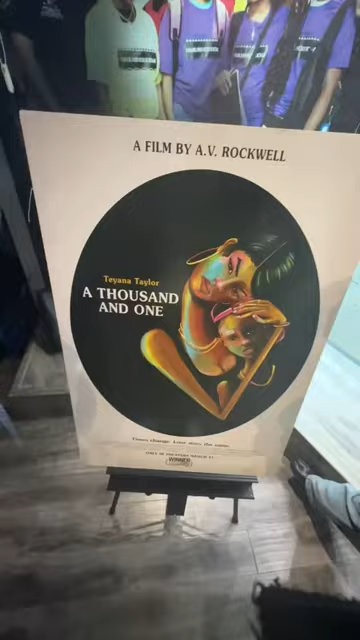 A FILM BY A.V. ROCKWELL
Teyana Taylor
A THOUSAND
AND ONE
Times change. Love stays the same.
ONLY IN THEATERS MARCH 31
WINNER